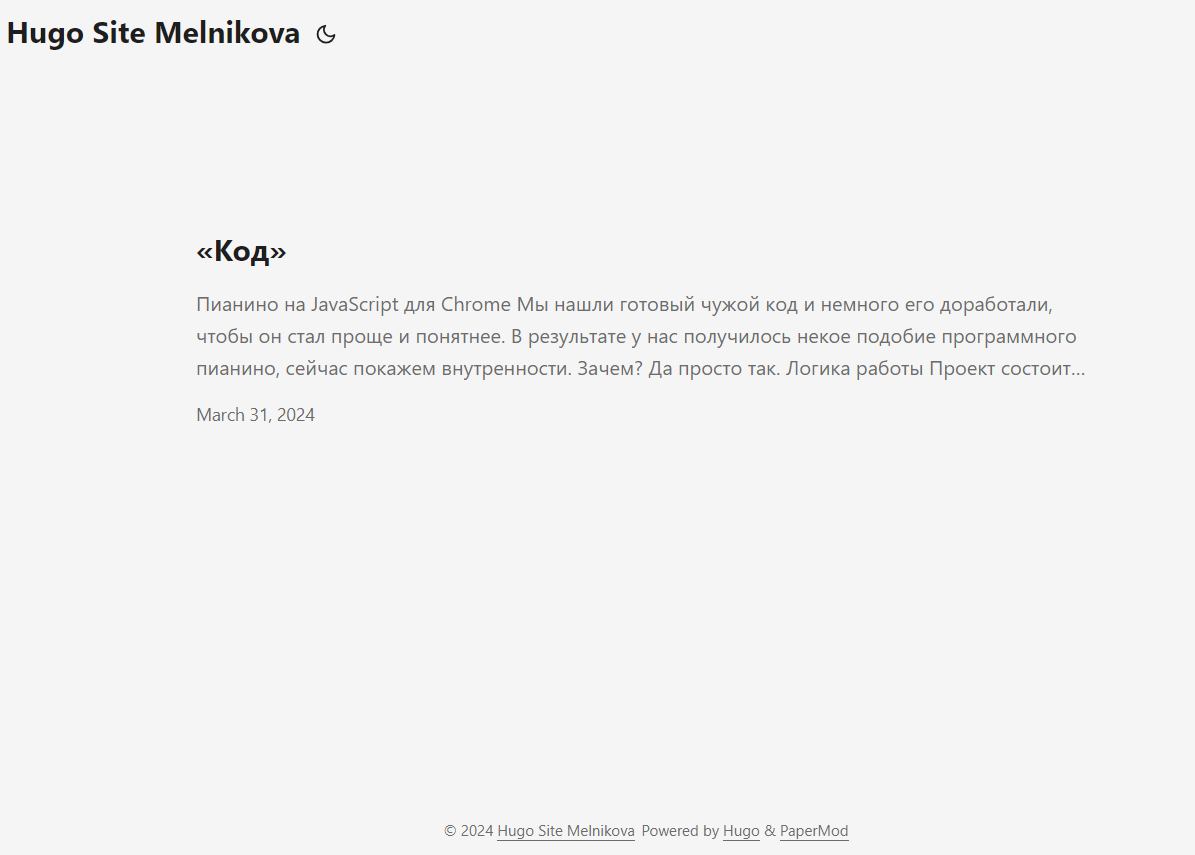 Hugo Site Melnikova
«Код»
Пианино на JavaScript для Chrome Мы нашли готовый чужой код и немного его доработали,
чтобы он стал проще и понятнее. В результате у нас получилось некое подобие программного
пианино, сейчас покажем внутренности. Зачем? Да просто так. Логика работы Проект состоит...
March 31, 2024
© 2024 Hugo Site Melnikova Powered by Hugo & PaperMod